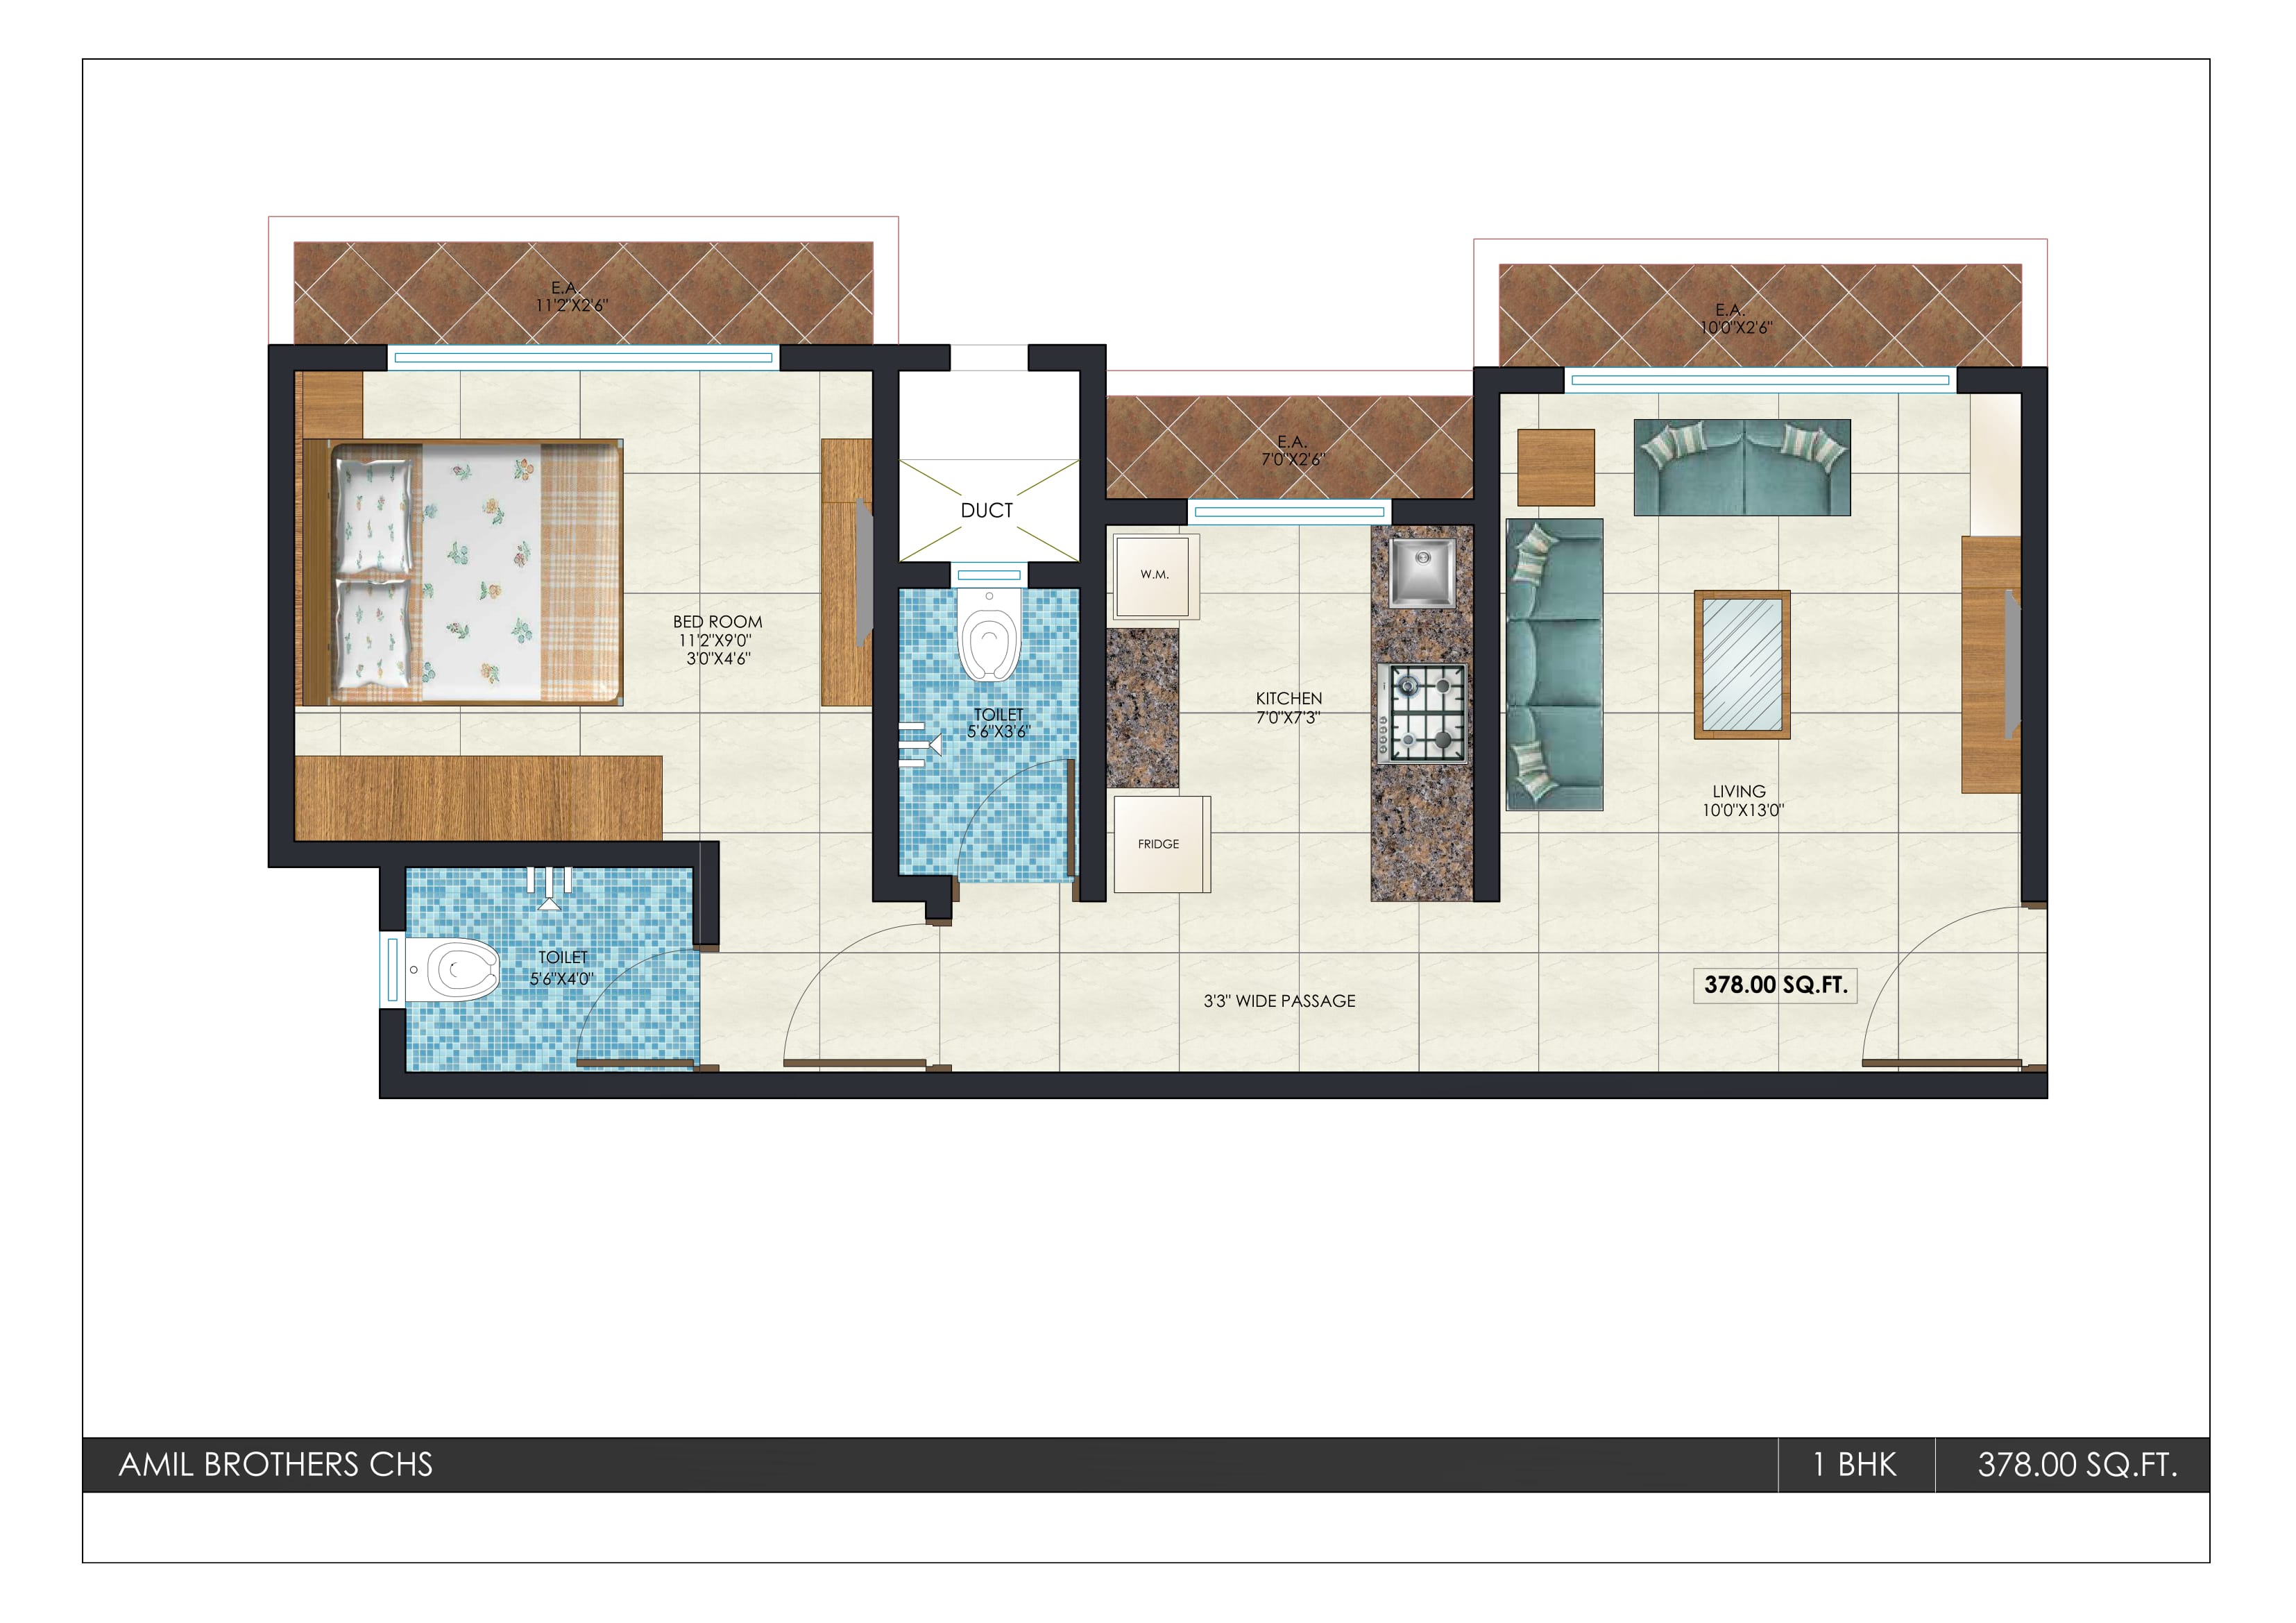 E.A.
11'2"X2'6"
E.A.
10'0"X2'6"
E.A.
7'0"X2'6"
DUCT
W.M.
BED ROOM
11'2"X9'0"
3'0"X4'6"
TOILET
5'6"X3'6"
KITCHEN
7'0"X7'3"
LIVING
10'0"X13'0"
FRIDGE
TOILET
5'6"X4'0"
3'3" WIDE PASSAGE
378.00 SQ.FT.
AMIL BROTHERS CHS
1 BHK
378.00 SQ.FT.